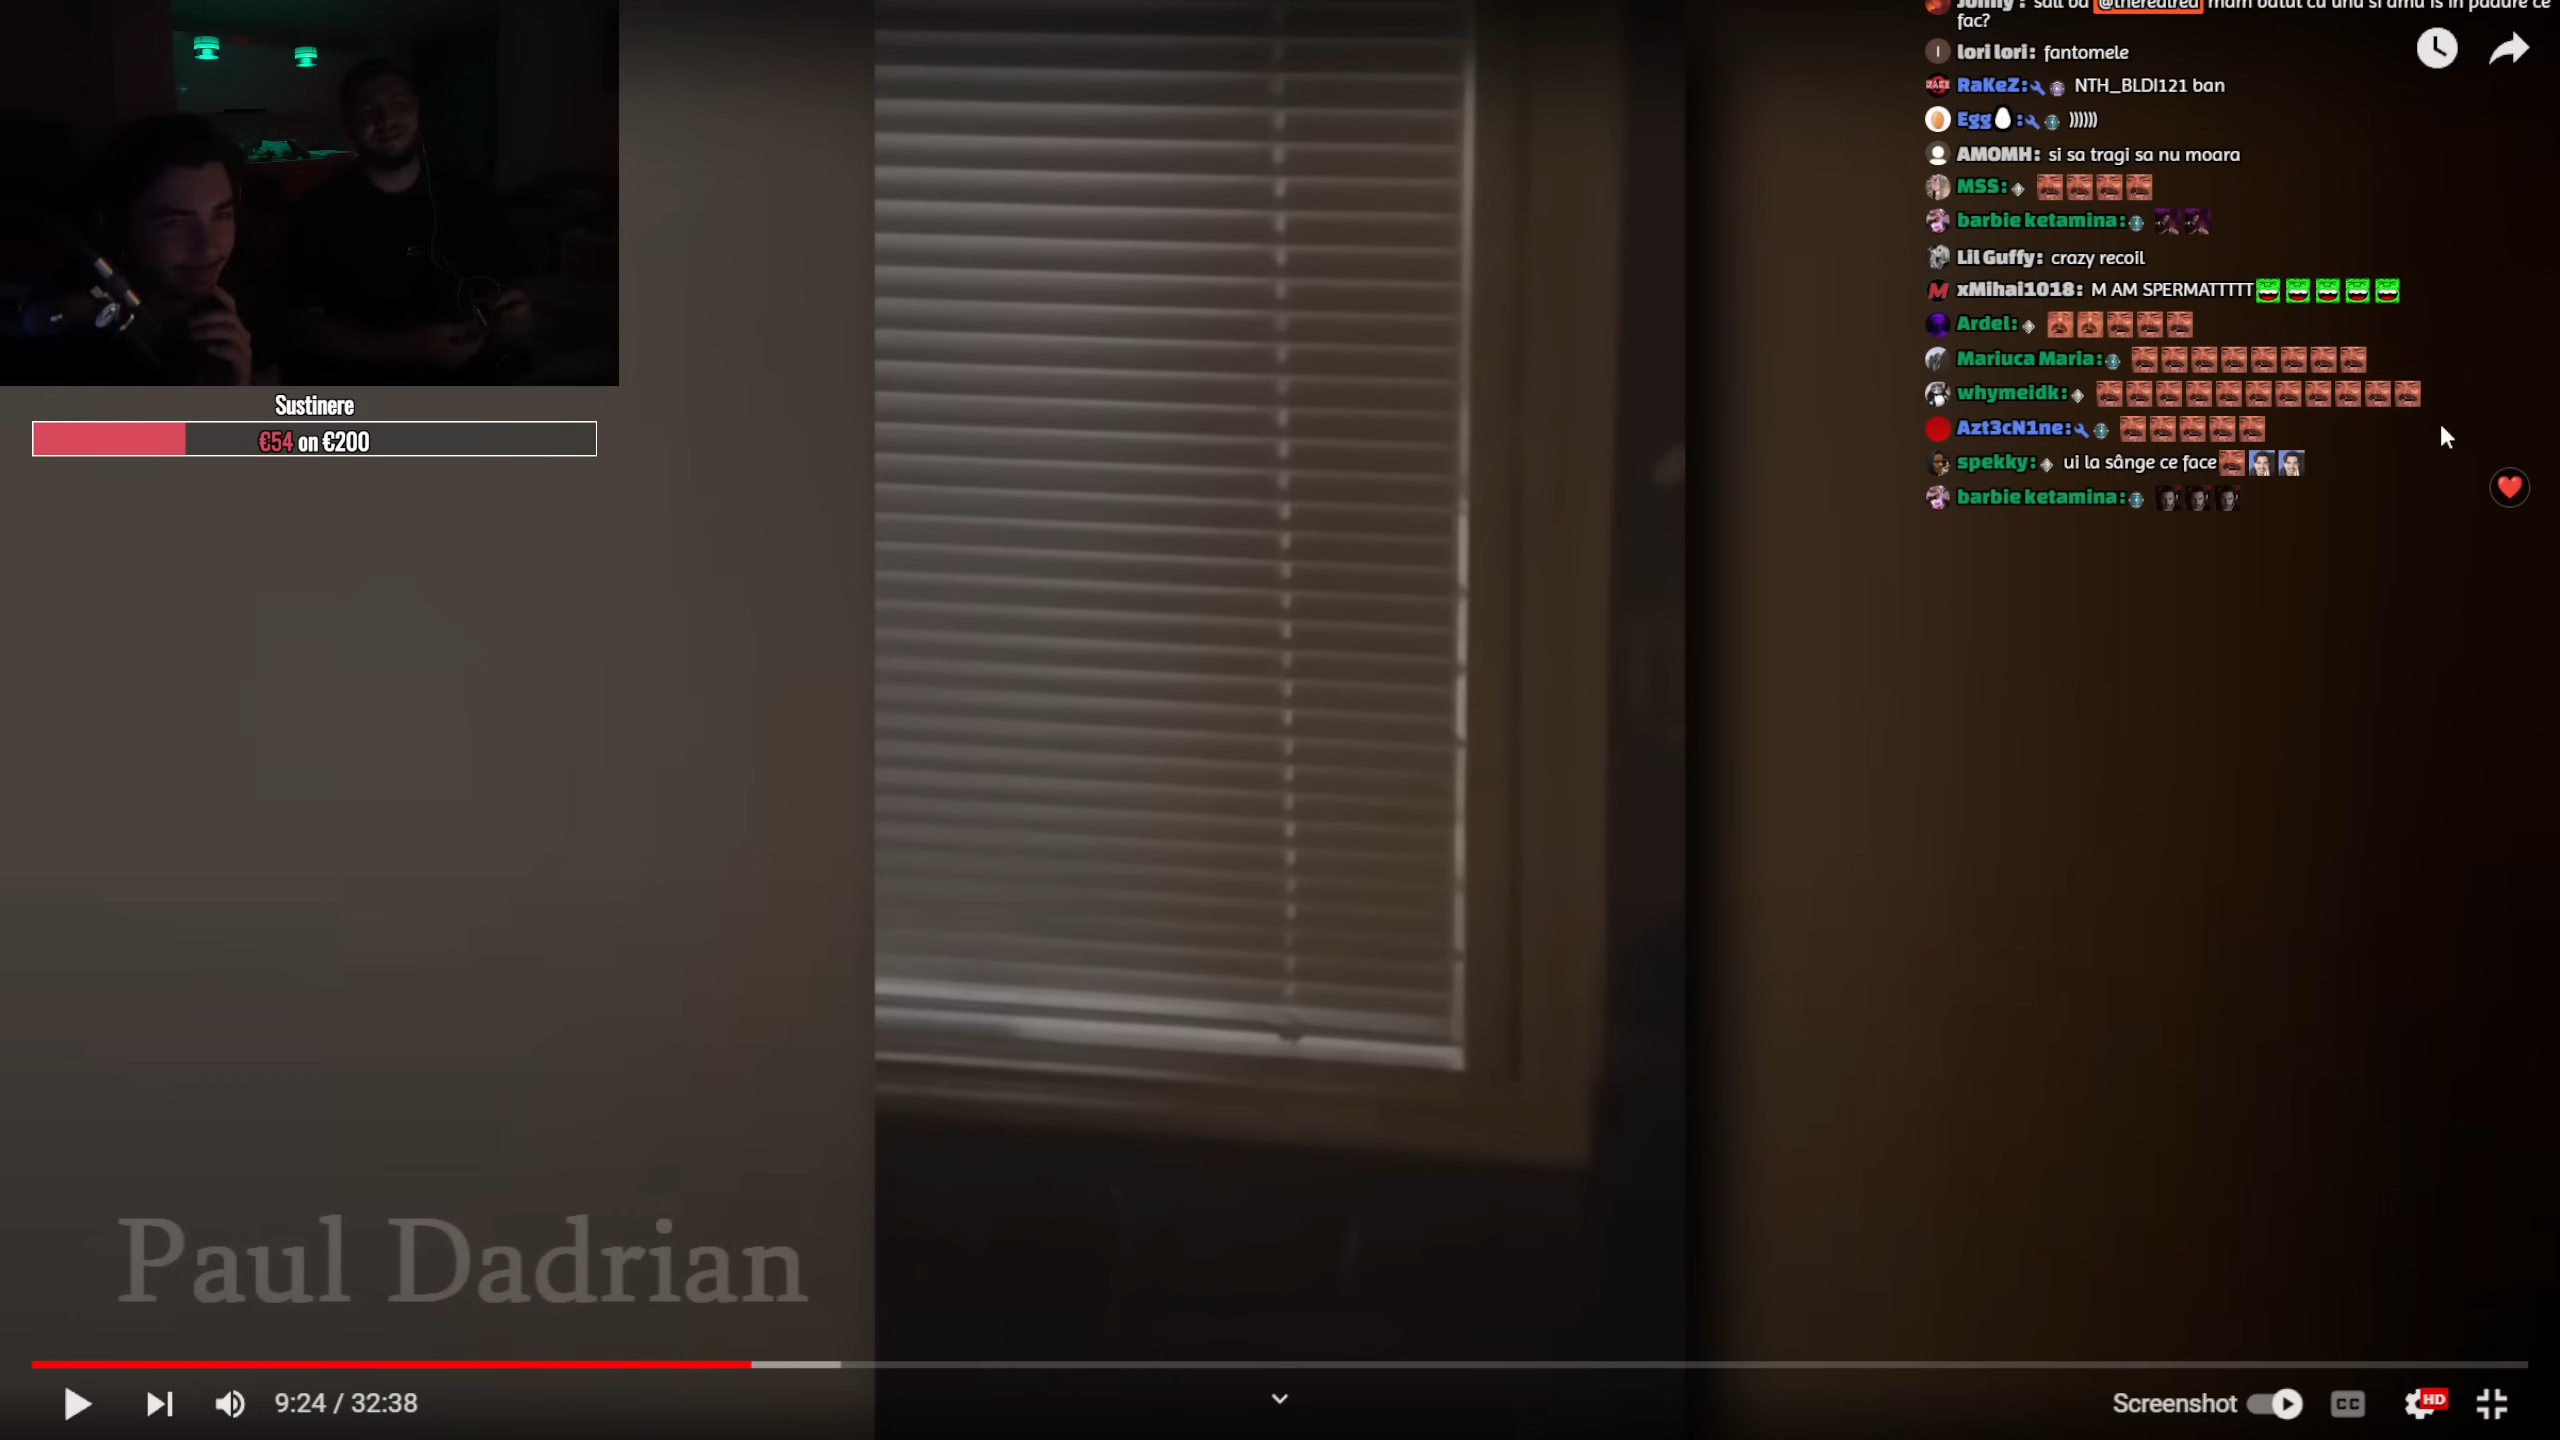 fac?
lori lori: fantomele
RaKeZ: NTH_BLDI121 ban
Egg: ))))))
AMOMH: si sa tragi sa nu moara
MSS:
barbie ketamina:
Lil Guffy: crazy recoil
xMihai1018: M AM SPERMATTTTT
Ardel:
Mariuca Maria:
whymeidk:
Azt3cN1ne:
spekky: ui la sânge ce face
barbie ketamina:
Sustinere
€54 on €200
Paul Dadrian
9:24 / 32:38
Screenshot
CC
HD